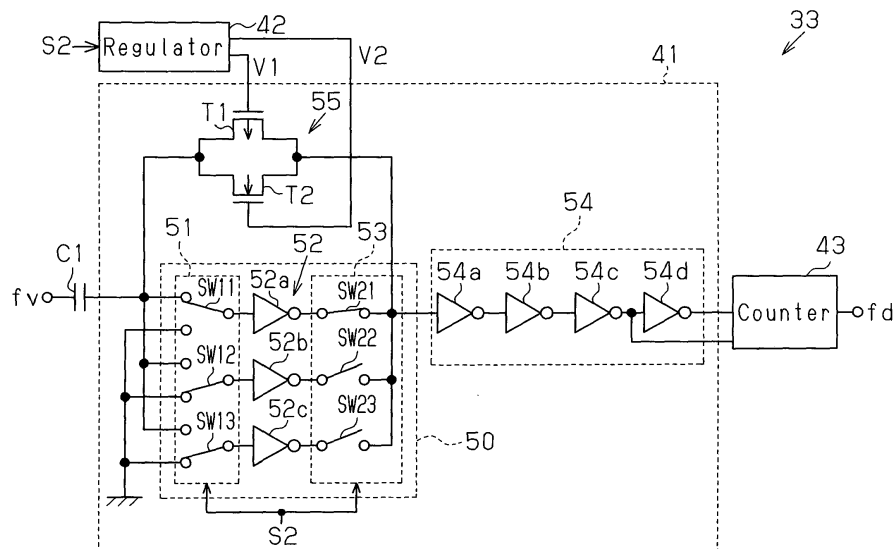 42
33
S2
Regulator
V1
V2
41
T1
55
T2
51
52
53
54
C1
fv
SW11
52a
SW21
54a
54b
54c
54d
43
Counter
fd
SW12
52b
SW22
SW13
52c
SW23
50
S2